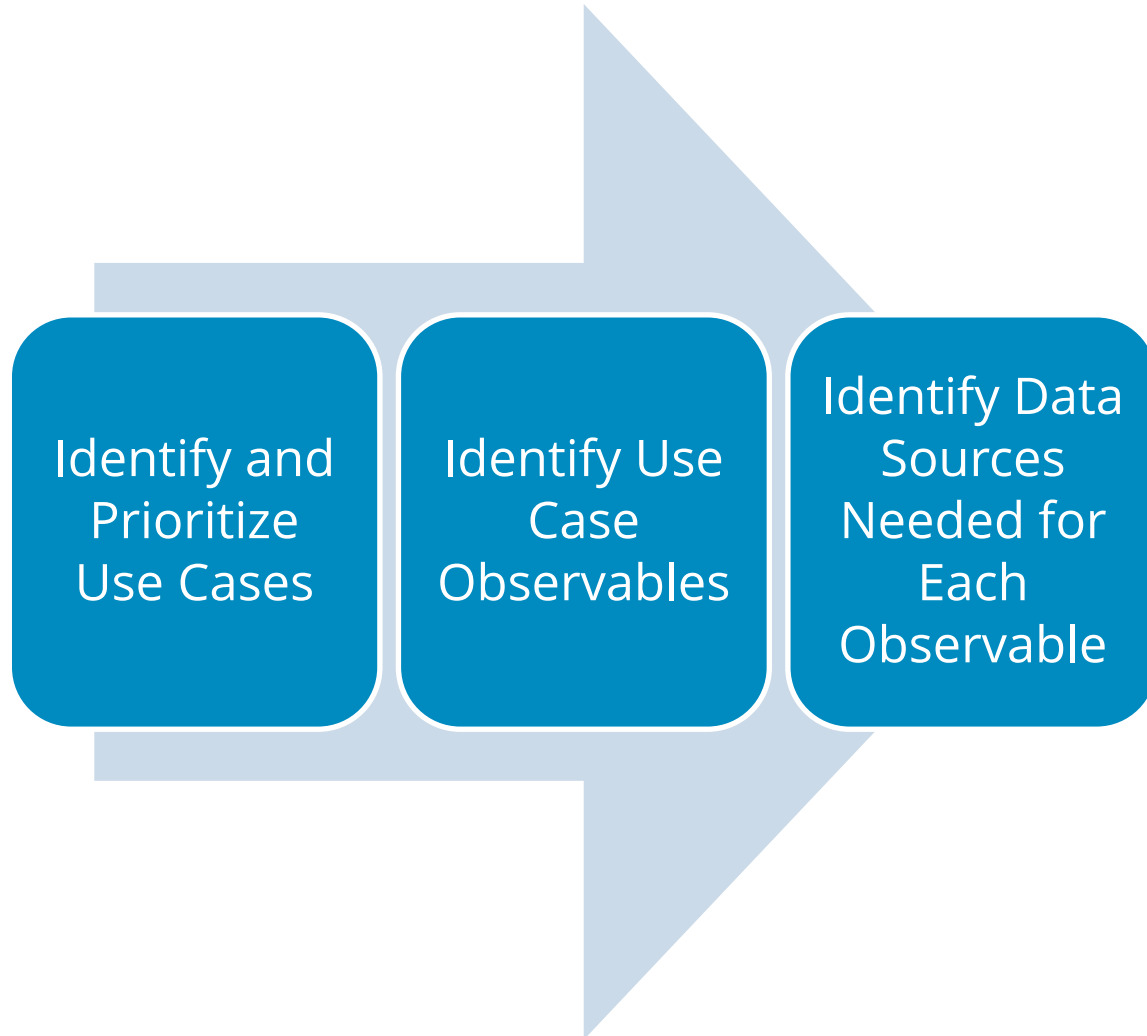 Identify and
Prioritize
Use Cases
Identify Use
Case
Observables
Identify Data
Sources
Needed for
Each
Observable